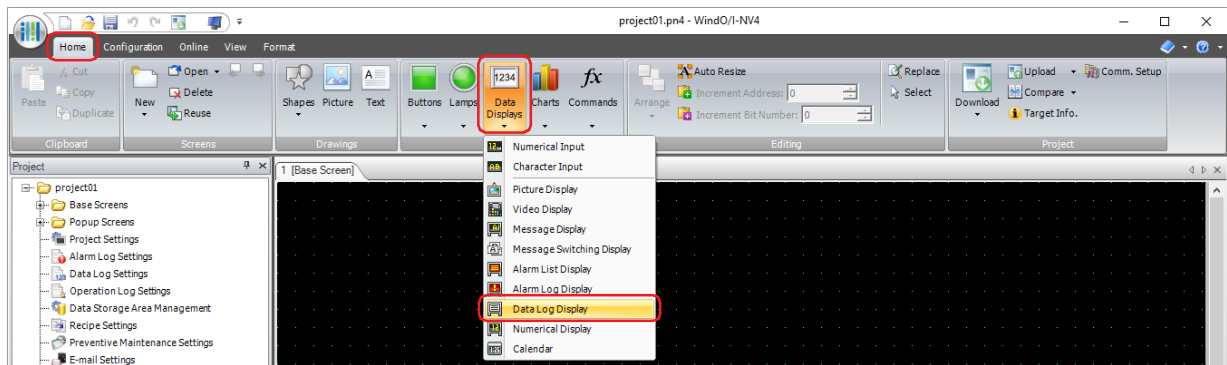 project01.pn4 - WindO/I-NV4
Home Configuration Online View Format
Paste
Cut
Copy
Duplicate
Clipboard
New
Open
Delete
Reuse
Screens
Shapes Picture Text
Drawings
Buttons Lamps Data Displays Charts Commands
1234
Arrange
Auto Resize
Increment Address: 0
Increment Bit Number: 0
Replace
Select
Editing
Download
Upload
Compare
Target Info.
Comm. Setup
Project
Project
project01
Base Screens
Popup Screens
Project Settings
Alarm Log Settings
Data Log Settings
Operation Log Settings
Data Storage Area Management
Recipe Settings
Preventive Maintenance Settings
E-mail Settings
1 [Base Screen]
Numerical Input
Character Input
Picture Display
Video Display
Message Display
Message Switching Display
Alarm List Display
Alarm Log Display
Data Log Display
Numerical Display
Calendar